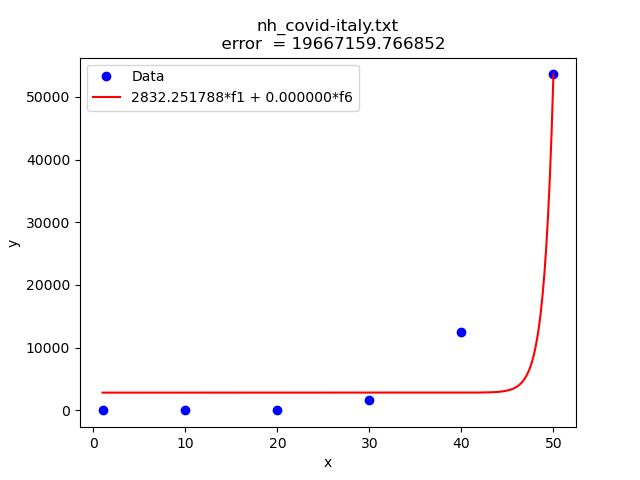 nh_covid-italy.txt
error = 19667159.766852
Data
2832.251788*f1 + 0.000000*f6
50000
40000
30000
20000
10000
0
y
0 10 20 30 40 50
x